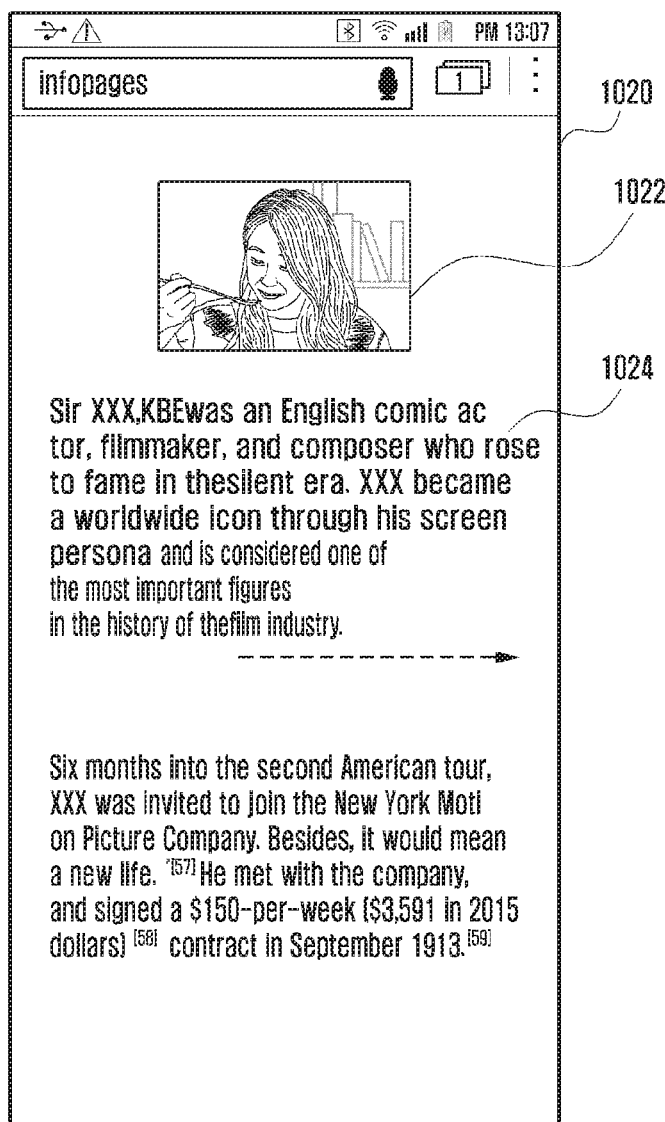 PM 13:07
infopages
1
1020
1022
1024
Sir XXX,KBEwas an English comic ac
tor, filmmaker, and composer who rose
to fame in thesilent era. XXX became
a worldwide icon through his screen
persona and is considered one of
the most important figures
in the history of thefilm industry.
Six months into the second American tour,
XXX was invited to join the New York Moti
on Picture Company. Besides, it would mean
a new life. "[57] He met with the company,
and signed a $150-per-week ($3,591 in 2015
dollars) [58] contract in September 1913.[59]